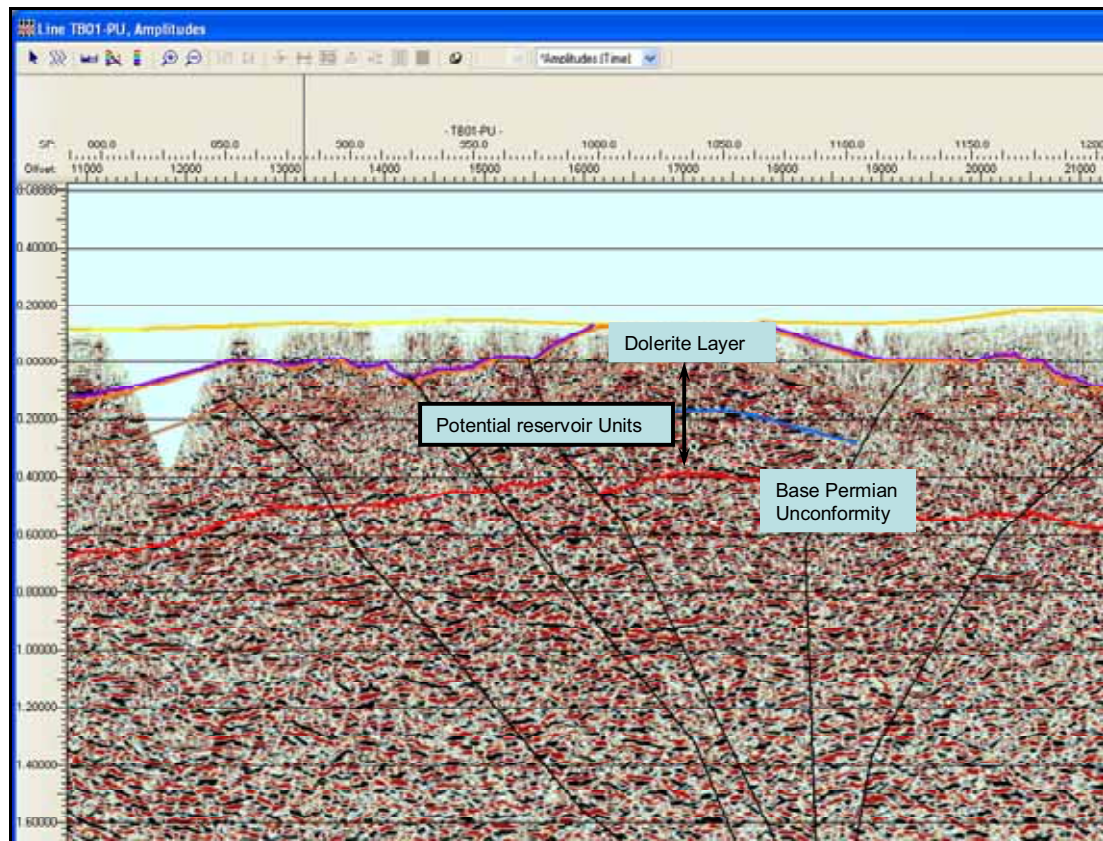 Line TB01-PU, Amplitudes
*Amplitudes (Time)
- TB01-PU -
SP: 850.0 900.0 950.0 1000.0 1050.0 1100.0 1150.0
Offset: 11000 12000 13000 14000 15000 16000 17000 18000 19000 20000 21000
0.40000
0.20000
Dolerite Layer
0.00000
0.20000
Potential reservoir Units
0.40000
Base Permian
Unconformity
0.60000
0.80000
1.00000
1.20000
1.40000
1.60000